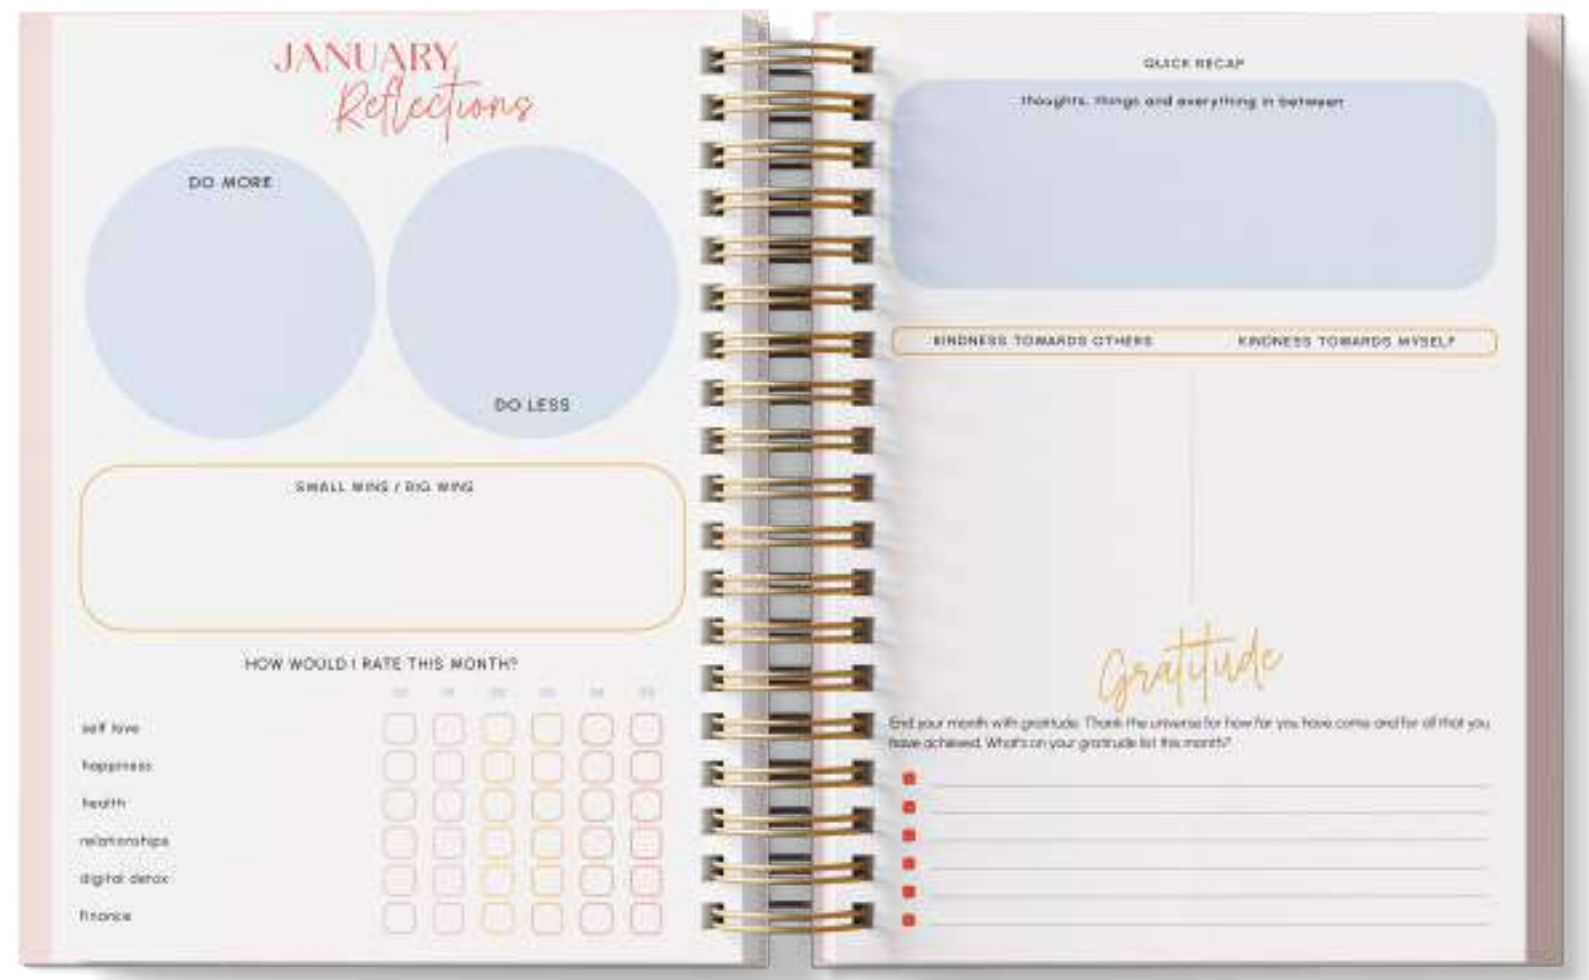 JANUARY
Reflections
DO MORE
DO LESS
SMALL WINS / BIG WINS
HOW WOULD I RATE THIS MONTH?
self love
happiness
health
relationships
digital detox
finance
QUICK RECAP
thoughts, things and everything in between
KINDNESS TOWARDS OTHERS KINDNESS TOWARDS MYSELF
Gratitude
End your month with gratitude. Thank the universe for how far you have come and for all that you
have achieved. What's on your gratitude list this month?